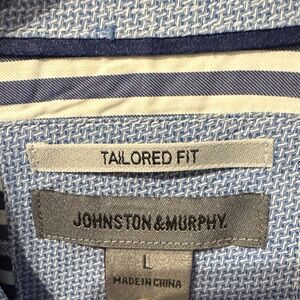 TAILORED FIT
JOHNSTON & MURPHY.
L
MADE IN CHINA